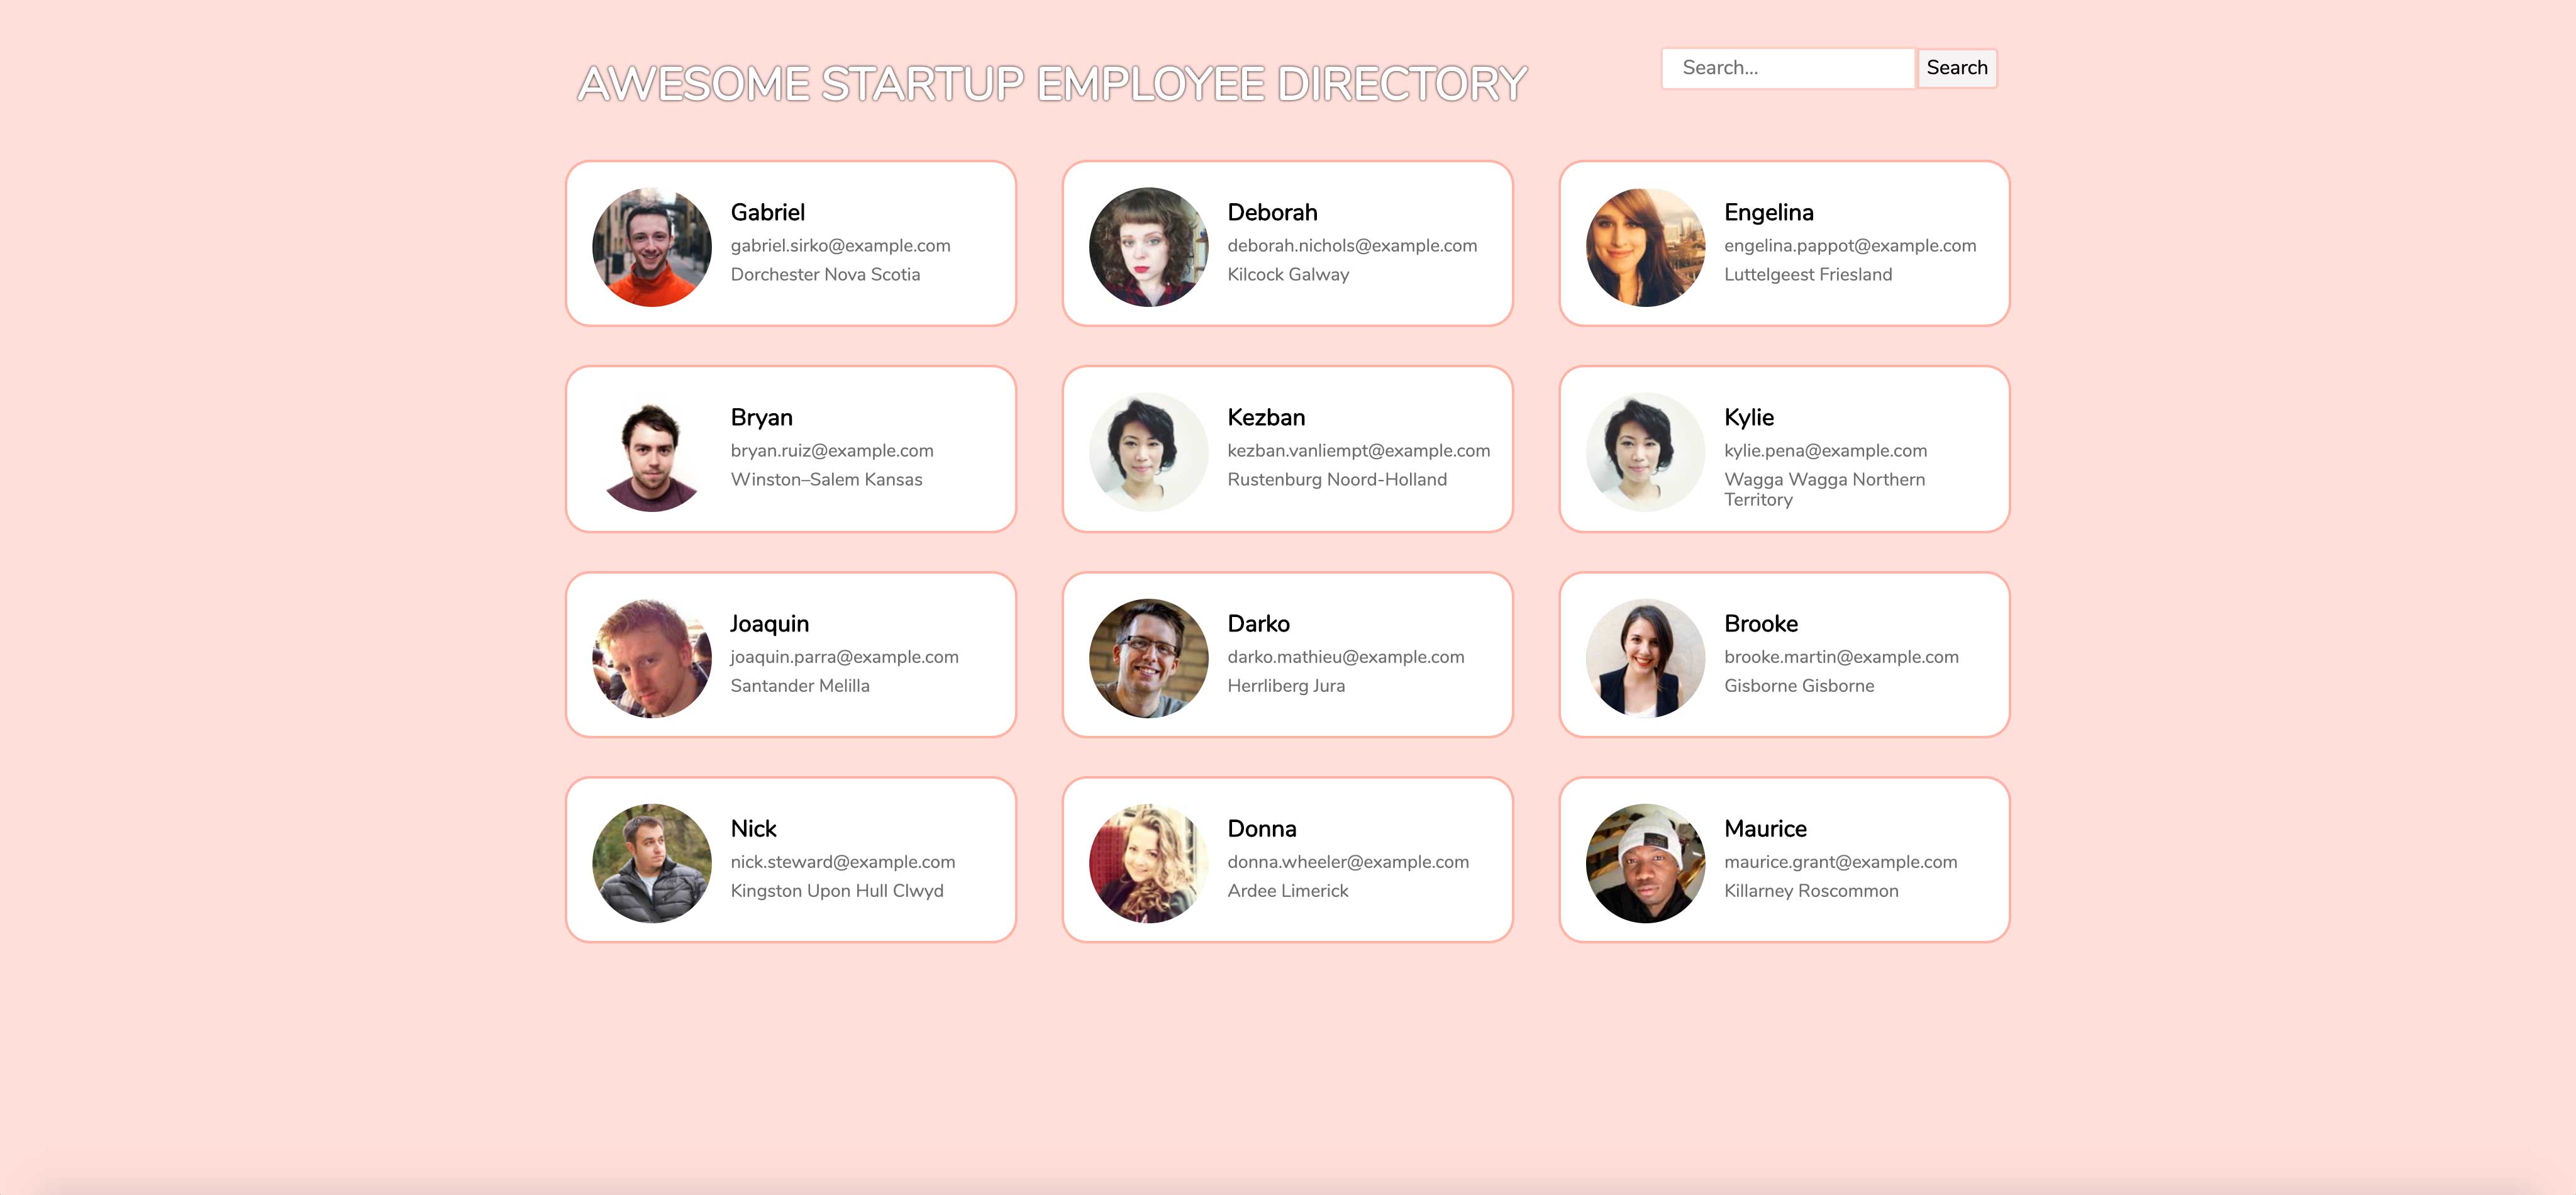 AWESOME STARTUP EMPLOYEE DIRECTORY
Search...
Search
Gabriel
gabriel.sirko@example.com
Dorchester Nova Scotia
Deborah
deborah.nichols@example.com
Kilcock Galway
Engelina
engelina.pappot@example.com
Luttelgeest Friesland
Bryan
bryan.ruiz@example.com
Winston–Salem Kansas
Kezban
kezban.vanliempt@example.com
Rustenburg Noord-Holland
Kylie
kylie.pena@example.com
Wagga Wagga Northern
Territory
Joaquin
joaquin.parra@example.com
Santander Melilla
Darko
darko.mathieu@example.com
Herrliberg Jura
Brooke
brooke.martin@example.com
Gisborne Gisborne
Nick
nick.steward@example.com
Kingston Upon Hull Clwyd
Donna
donna.wheeler@example.com
Ardee Limerick
Maurice
maurice.grant@example.com
Killarney Roscommon